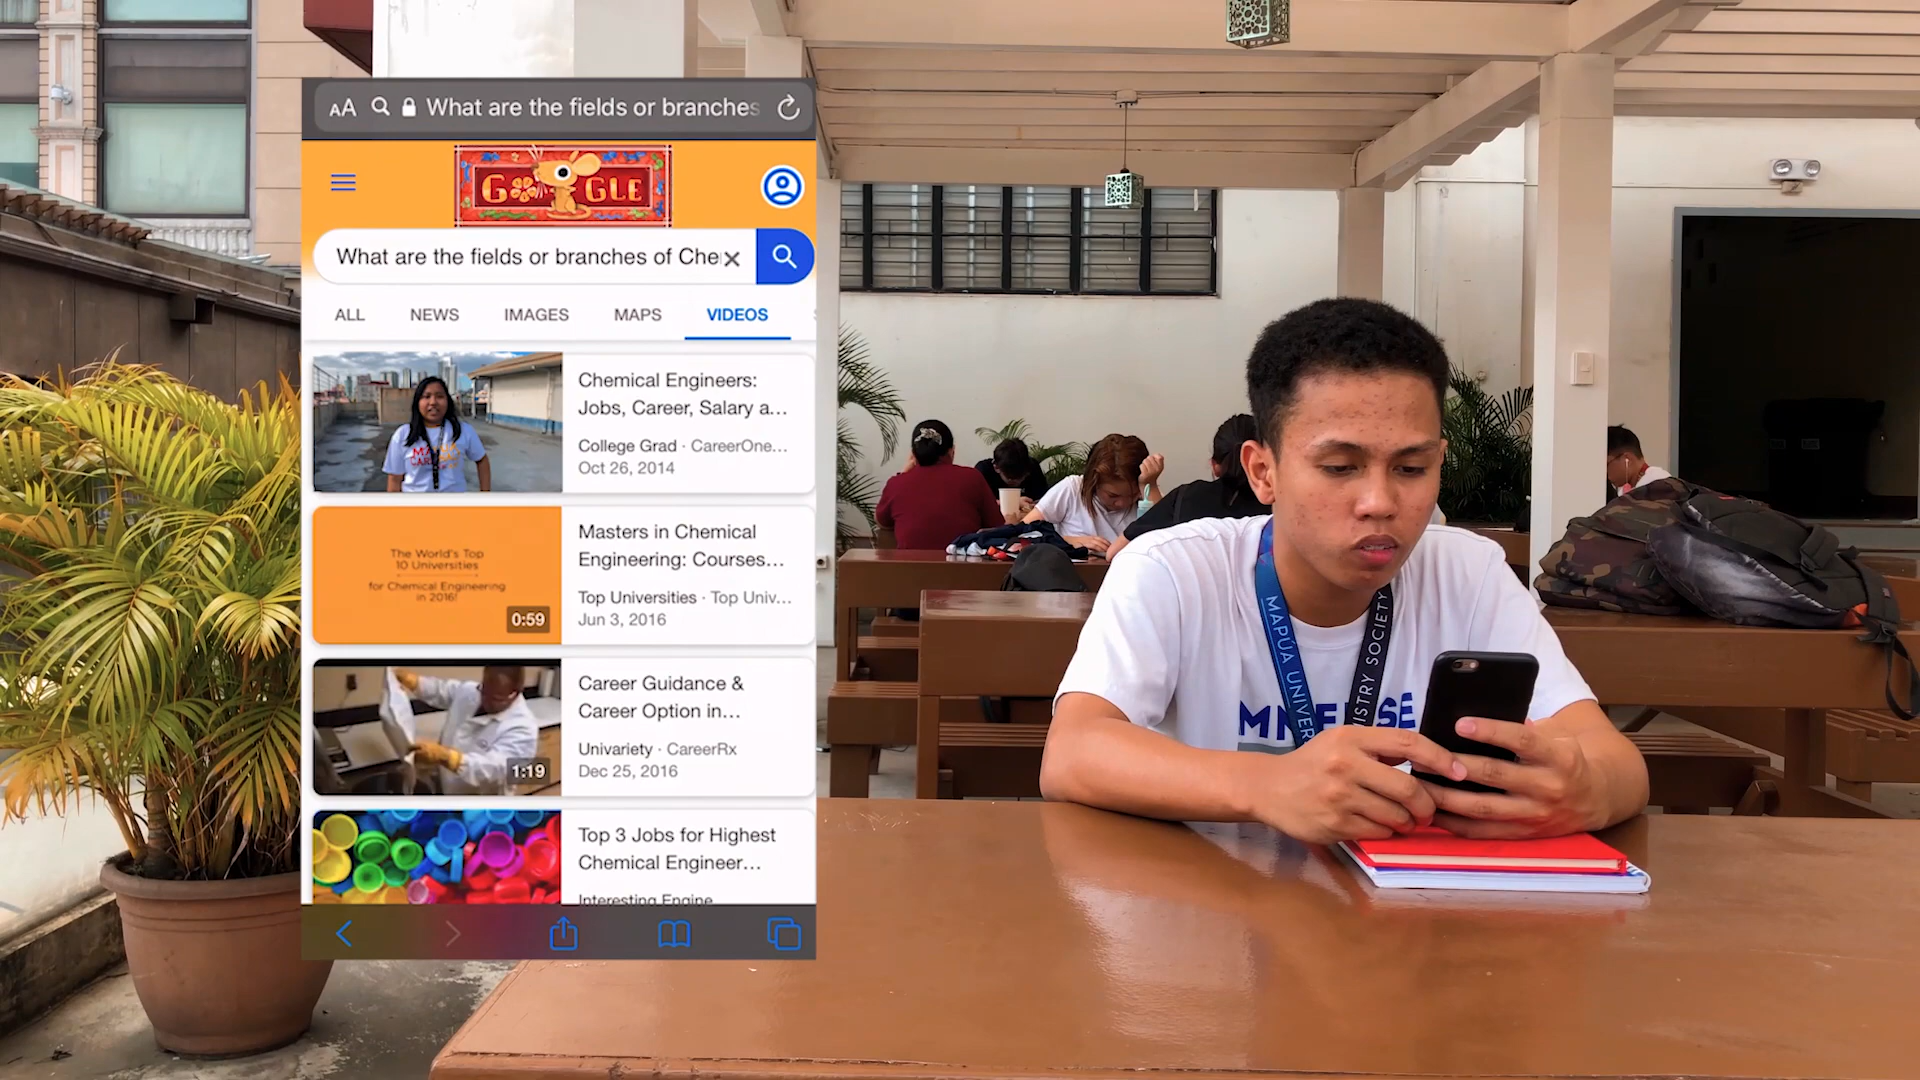 AA What are the fields or branches
GOOGLE
What are the fields or branches of Che
ALL NEWS IMAGES MAPS VIDEOS
Chemical Engineers:
Jobs, Career, Salary a...
College Grad · CareerOne...
Oct 26, 2014
The World's Top
10 Universities
for Chemical Engineering
in 2016!
0:59
Masters in Chemical
Engineering: Courses...
Top Universities · Top Univ...
Jun 3, 2016
1:19
Career Guidance &
Career Option in...
Univariety · CareerRx
Dec 25, 2016
Top 3 Jobs for Highest
Chemical Engineer...
Interesting Engine
MAPÚA UNIVER
ISTRY SOCIETY